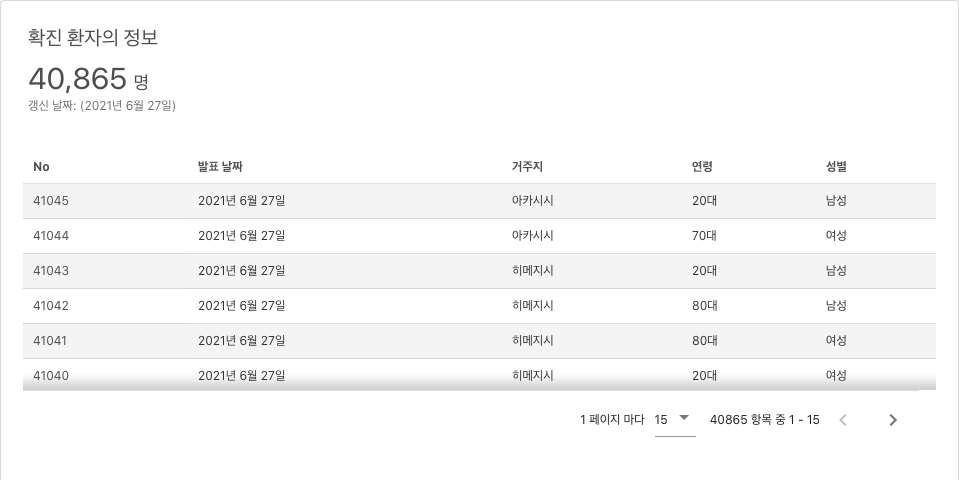 확진 환자의 정보
40,865 명
갱신 날짜: (2021년 6월 27일)
No 발표 날짜 거주지 연령 성별
41045 2021년 6월 27일 아카시시 20대 남성
41044 2021년 6월 27일 아카시시 70대 여성
41043 2021년 6월 27일 히메지시 20대 남성
41042 2021년 6월 27일 히메지시 80대 남성
41041 2021년 6월 27일 히메지시 80대 여성
41040 2021년 6월 27일 히메지시 20대 여성
1 페이지 마다 15 40865 항목 중 1 - 15